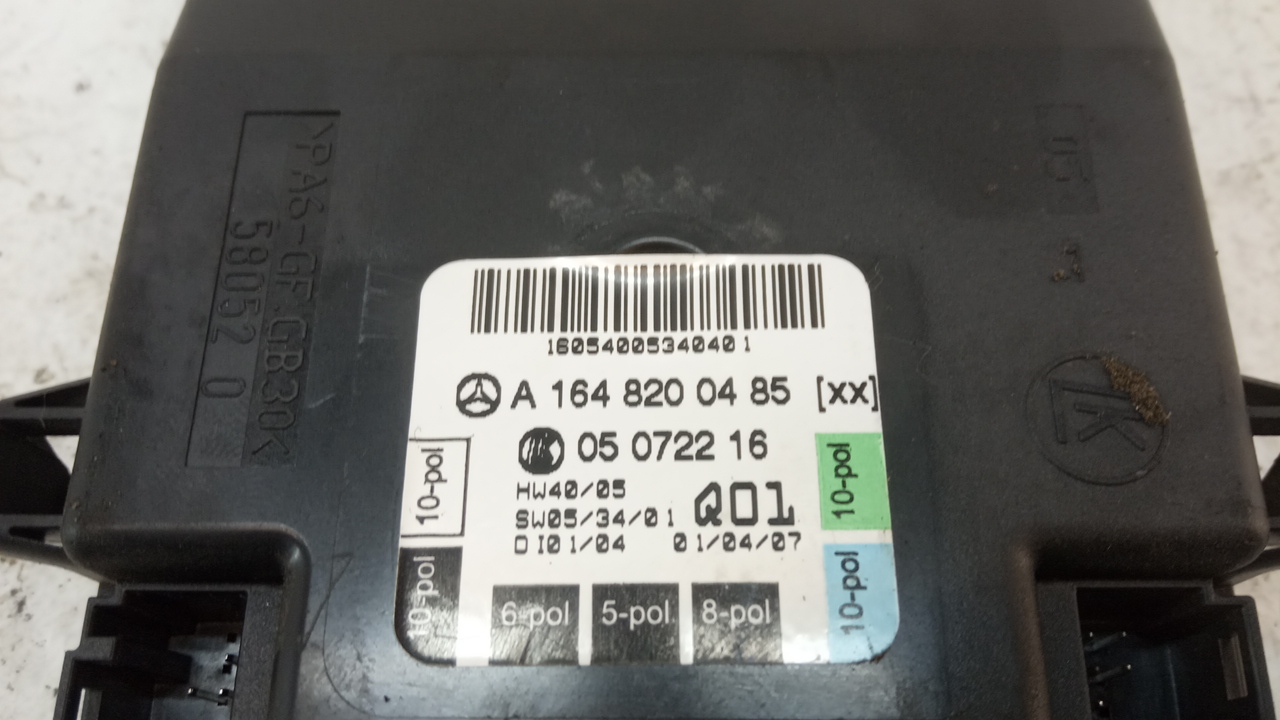 >PA6-GF.GB30<
58052 0
16054005340401
A 164 820 04 85 [xx]
05 0722 16
HW40/05
SW05/34/01 Q01
DI01/04 01/04/07
10-pol
10-pol
10-pol
10-pol
6-pol 5-pol 8-pol